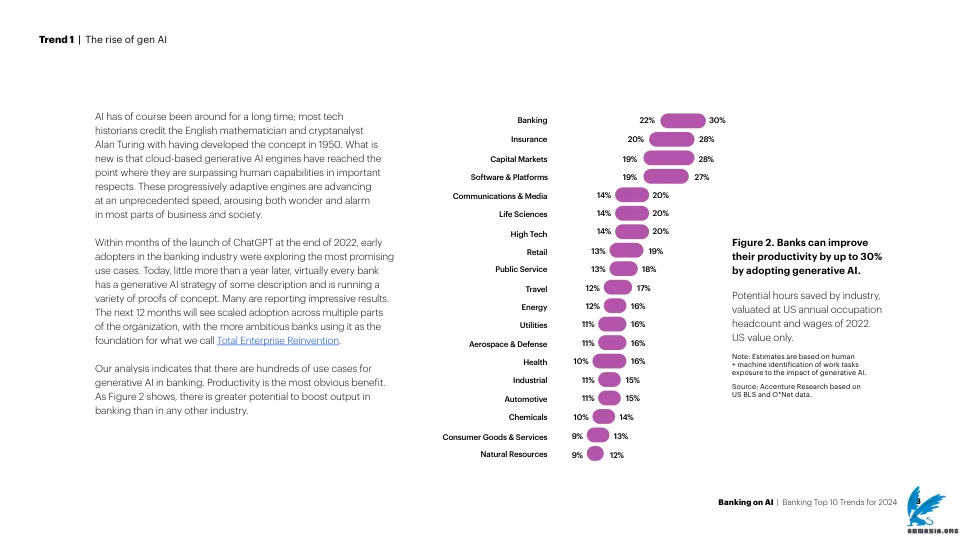 Trend 1 | The rise of gen AI
AI has of course been around for a long time; most tech
historians credit the English mathematician and cryptanalyst
Alan Turing with having developed the concept in 1950. What is
new is that cloud-based generative AI engines have reached the
point where they are surpassing human capabilities in important
respects. These progressively adaptive engines are advancing
at an unprecedented speed, arousing both wonder and alarm
in most parts of business and society.
Within months of the launch of ChatGPT at the end of 2022, early
adopters in the banking industry were exploring the most promising
use cases. Today, little more than a year later, virtually every bank
has a generative AI strategy of some description and is running a
variety of proofs of concept. Many are reporting impressive results.
The next 12 months will see scaled adoption across multiple parts
of the organization, with the more ambitious banks using it as the
foundation for what we call Total Enterprise Reinvention.
Our analysis indicates that there are hundreds of use cases for
generative AI in banking. Productivity is the most obvious benefit.
As Figure 2 shows, there is greater potential to boost output in
banking than in any other industry.
Banking 22% 30%
Insurance 20% 28%
Capital Markets 19% 28%
Software & Platforms 19% 27%
Communications & Media 14% 20%
Life Sciences 14% 20%
High Tech 14% 20%
Retail 13% 19%
Public Service 13% 18%
Travel 12% 17%
Energy 12% 16%
Utilities 11% 16%
Aerospace & Defense 11% 16%
Health 10% 16%
Industrial 11% 15%
Automotive 11% 15%
Chemicals 10% 14%
Consumer Goods & Services 9% 13%
Natural Resources 9% 12%
Figure 2. Banks can improve
their productivity by up to 30%
by adopting generative AI.
Potential hours saved by industry,
valued at US annual occupation
headcount and wages of 2022.
US value only.
Note: Estimates are based on human
+ machine identification of work tasks
exposure to the impact of generative AI.
Source: Accenture Research based on
US BLS and O*Net data.
Banking on AI | Banking Top 10 Trends for 2024
ABMASIA.ORG